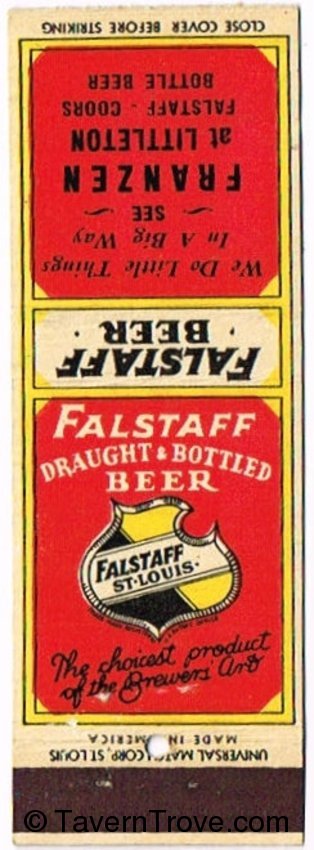 CLOSE COVER BEFORE STRIKING
We Do Little Things
In A Big Way
~ SEE ~
FRANZEN
at LITTLETON
FALSTAFF - COORS
BOTTLE BEER
FALSTAFF
· BEER ·
FALSTAFF
DRAUGHT & BOTTLED
BEER
FALSTAFF
ST·LOUIS·
The choicest product
of the Brewers' Art
UNIVERSAL MATCH CORP., ST. LOUIS
MADE IN AMERICA
© TavernTrove.com